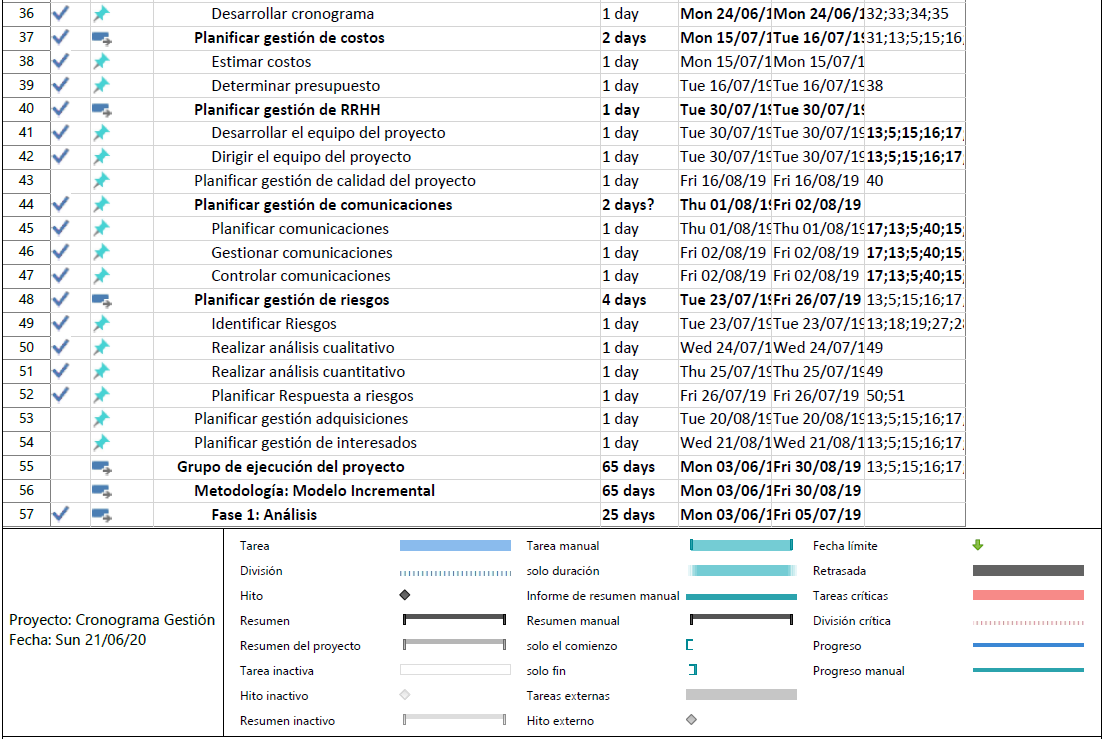 36 Desarrollar cronograma 1 day Mon 24/06/1 Mon 24/06/1 32;33;34;35
37 Planificar gestión de costos 2 days Mon 15/07/1 Tue 16/07/19 31;13;5;15;16,
38 Estimar costos 1 day Mon 15/07/1 Mon 15/07/1
39 Determinar presupuesto 1 day Tue 16/07/19 Tue 16/07/19 38
40 Planificar gestión de RRHH 1 day Tue 30/07/19 Tue 30/07/19
41 Desarrollar el equipo del proyecto 1 day Tue 30/07/19 Tue 30/07/19 13;5;15;16;17,
42 Dirigir el equipo del proyecto 1 day Tue 30/07/19 Tue 30/07/19 13;5;15;16;17,
43 Planificar gestión de calidad del proyecto 1 day Fri 16/08/19 Fri 16/08/19 40
44 Planificar gestión de comunicaciones 2 days? Thu 01/08/19 Fri 02/08/19
45 Planificar comunicaciones 1 day Thu 01/08/19 Thu 01/08/19 17;13;5;40;15;
46 Gestionar comunicaciones 1 day Fri 02/08/19 Fri 02/08/19 17;13;5;40;15;
47 Controlar comunicaciones 1 day Fri 02/08/19 Fri 02/08/19 17;13;5;40;15;
48 Planificar gestión de riesgos 4 days Tue 23/07/19 Fri 26/07/19 13;5;15;16;17,
49 Identificar Riesgos 1 day Tue 23/07/19 Tue 23/07/19 13;18;19;27;28
50 Realizar análisis cualitativo 1 day Wed 24/07/1 Wed 24/07/1 49
51 Realizar análisis cuantitativo 1 day Thu 25/07/19 Thu 25/07/19 49
52 Planificar Respuesta a riesgos 1 day Fri 26/07/19 Fri 26/07/19 50;51
53 Planificar gestión adquisiciones 1 day Tue 20/08/19 Tue 20/08/19 13;5;15;16;17,
54 Planificar gestión de interesados 1 day Wed 21/08/1 Wed 21/08/1 13;5;15;16;17,
55 Grupo de ejecución del proyecto 65 days Mon 03/06/1 Fri 30/08/19 13;5;15;16;17,
56 Metodología: Modelo Incremental 65 days Mon 03/06/1 Fri 30/08/19
57 Fase 1: Análisis 25 days Mon 03/06/1 Fri 05/07/19
Proyecto: Cronograma Gestión
Fecha: Sun 21/06/20
Tarea
División
Hito
Resumen
Resumen del proyecto
Tarea inactiva
Hito inactivo
Resumen inactivo
Tarea manual
solo duración
Informe de resumen manual
Resumen manual
solo el comienzo
solo fin
Tareas externas
Hito externo
Fecha límite
Retrasada
Tareas críticas
División crítica
Progreso
Progreso manual